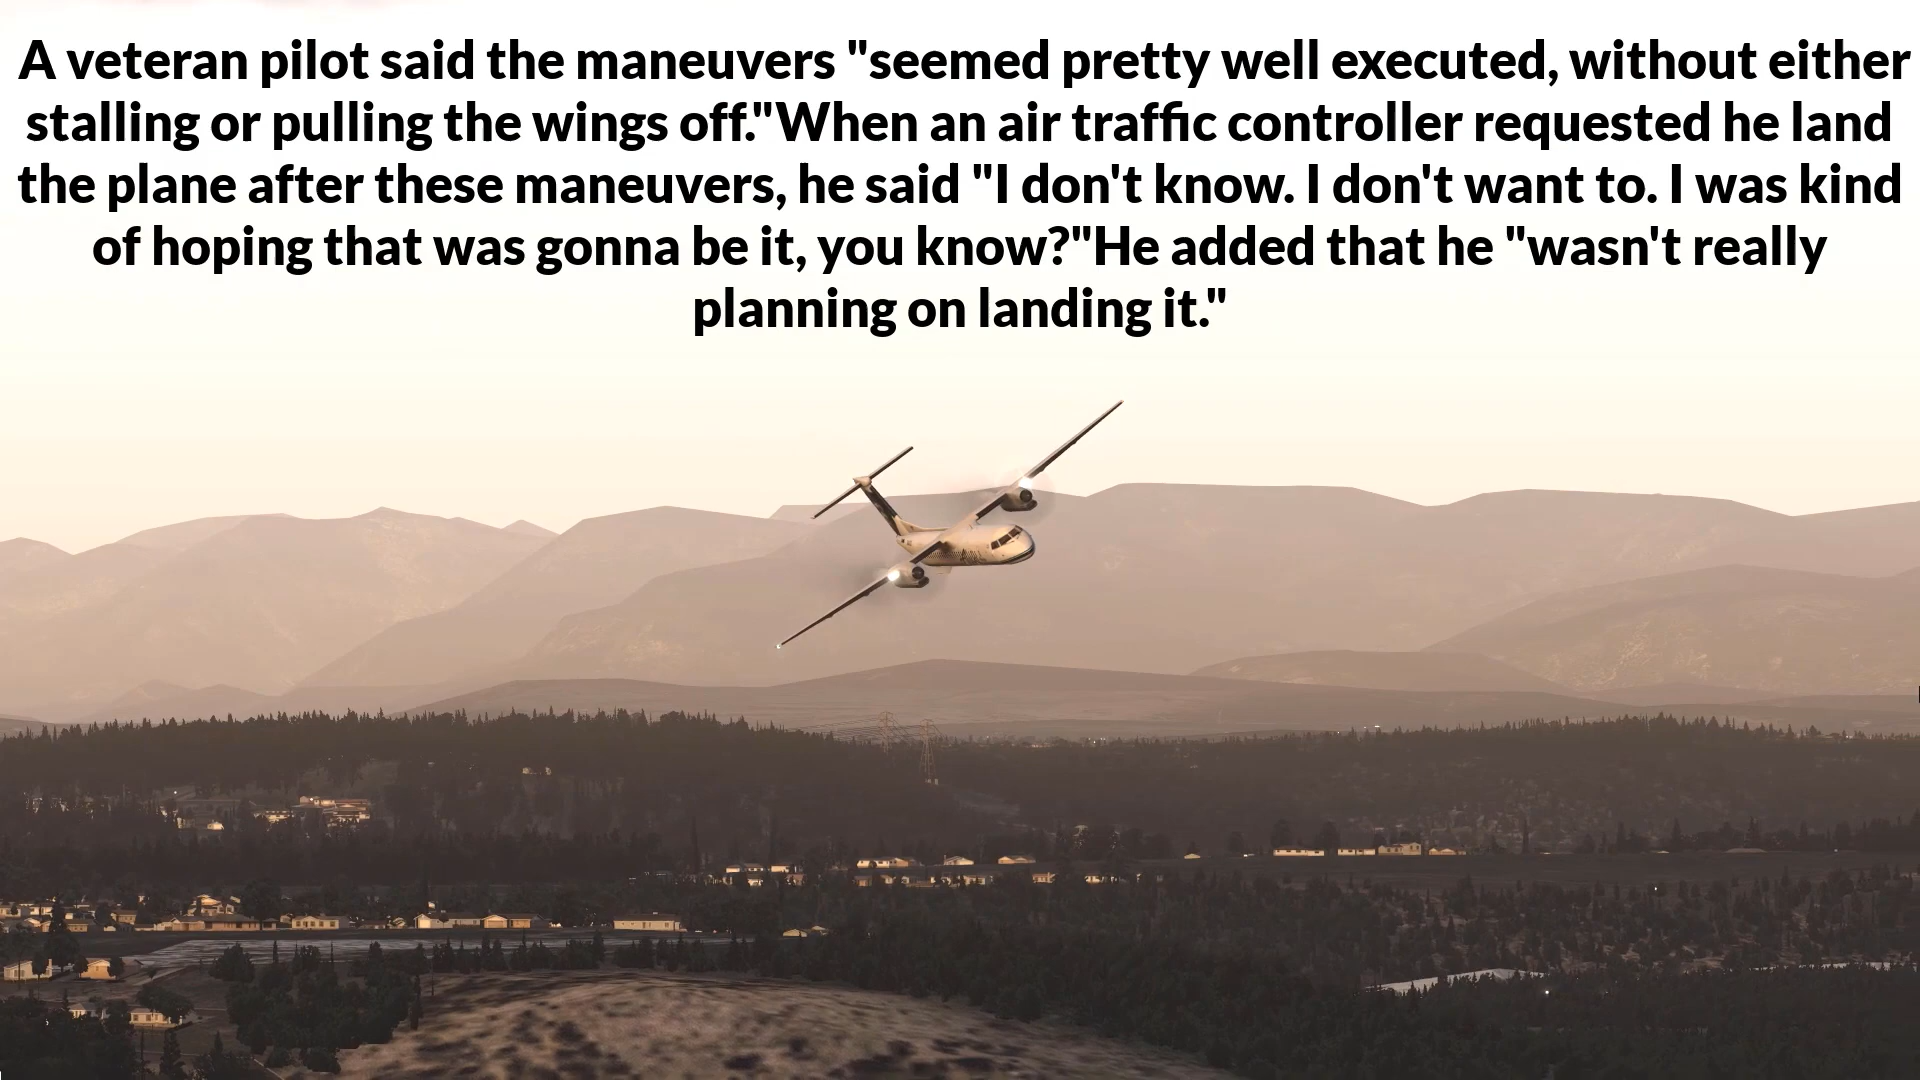 A veteran pilot said the maneuvers "seemed pretty well executed, without either
stalling or pulling the wings off."When an air traffic controller requested he land
the plane after these maneuvers, he said "I don't know. I don't want to. I was kind
of hoping that was gonna be it, you know?"He added that he "wasn't really
planning on landing it."